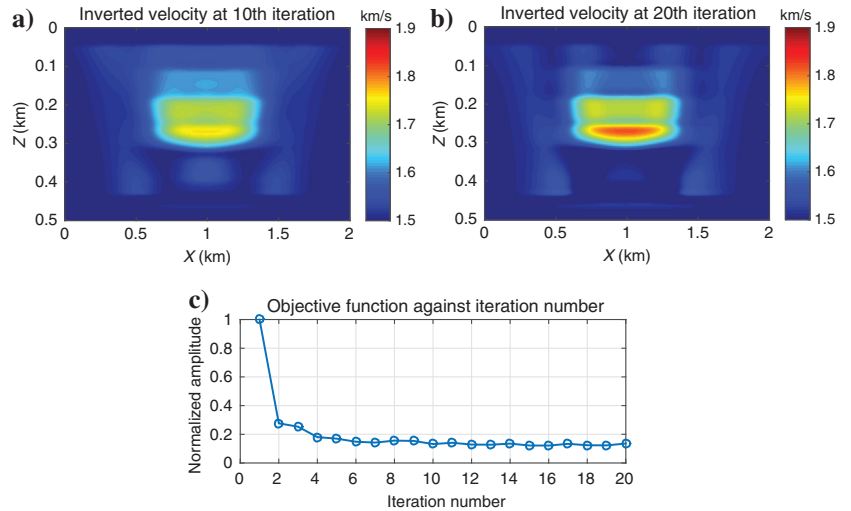 a)
Inverted velocity at 10th iteration
km/s
0
0.1
0.2
0.3
0.4
0.5
Z (km)
0
0.5
1
1.5
2
X (km)
1.9
1.8
1.7
1.6
1.5
b)
Inverted velocity at 20th iteration
km/s
0
0.1
0.2
0.3
0.4
0.5
Z (km)
0
0.5
1
1.5
2
X (km)
1.9
1.8
1.7
1.6
1.5
c)
Objective function against iteration number
1
0.8
0.6
0.4
0.2
0
Normalized amplitude
0 2 4 6 8 10 12 14 16 18 20
Iteration number